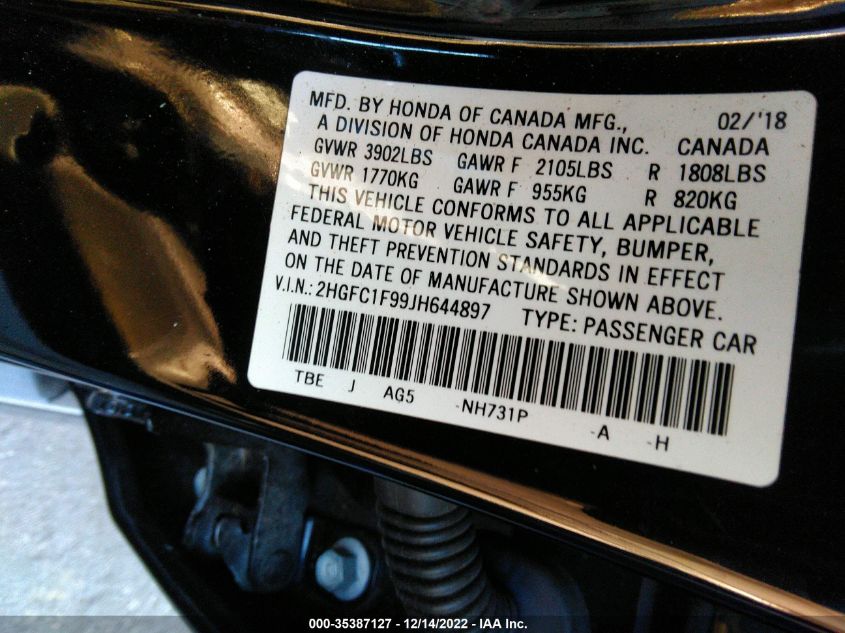 MFD. BY HONDA OF CANADA MFG., 02/'18
A DIVISION OF HONDA CANADA INC. CANADA
GVWR 3902LBS GAWR F 2105LBS R 1808LBS
GVWR 1770KG GAWR F 955KG R 820KG
THIS VEHICLE CONFORMS TO ALL APPLICABLE
FEDERAL MOTOR VEHICLE SAFETY, BUMPER,
AND THEFT PREVENTION STANDARDS IN EFFECT
ON THE DATE OF MANUFACTURE SHOWN ABOVE.
V.I.N.: 2HGFC1F99JH644897 TYPE: PASSENGER CAR
TBE J AG5 -NH731P -A -H
000-35387127 - 12/14/2022 - IAA Inc.